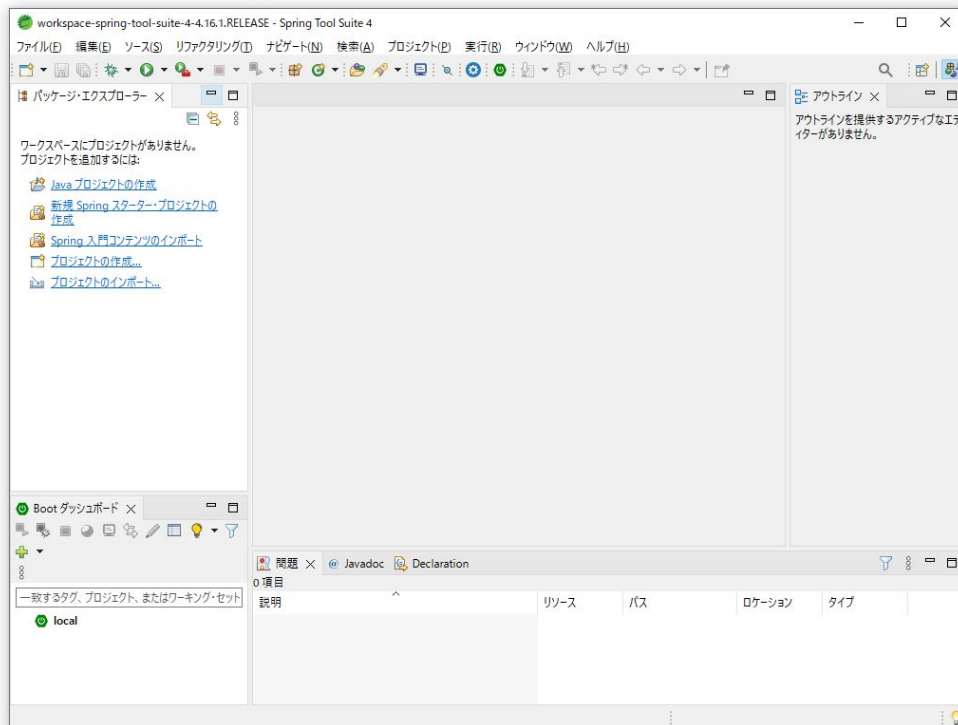 workspace-spring-tool-suite-4-4.16.1.RELEASE - Spring Tool Suite 4
ファイル(F) 編集(E) ソース(S) リファクタリング(T) ナビゲート(N) 検索(A) プロジェクト(P) 実行(R) ウィンドウ(W) ヘルプ(H)
パッケージ・エクスプローラー
ワークスペースにプロジェクトがありません。
プロジェクトを追加するには:
Java プロジェクトの作成
新規 Spring スターター・プロジェクトの
作成
Spring 入門コンテンツのインポート
プロジェクトの作成...
プロジェクトのインポート...
アウトライン
アウトラインを提供するアクティブなエデ
ィターがありません。
Boot ダッシュボード
一致するタグ、プロジェクト、またはワーキング・セット
local
問題 @ Javadoc Declaration
0 項目
説明 リソース パス ロケーション タイプ